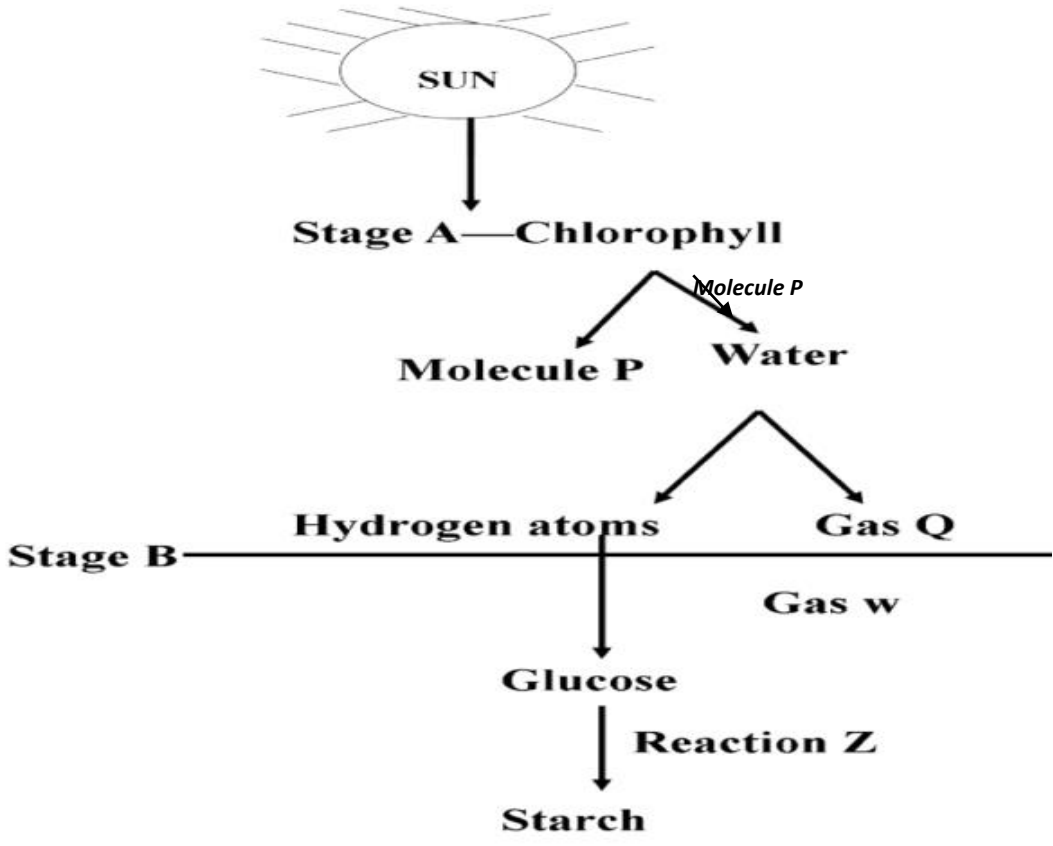 SUN
Stage A—Chlorophyll
Molecule P
Molecule P
Water
Hydrogen atoms
Gas Q
Stage B
Gas w
Glucose
Reaction Z
Starch